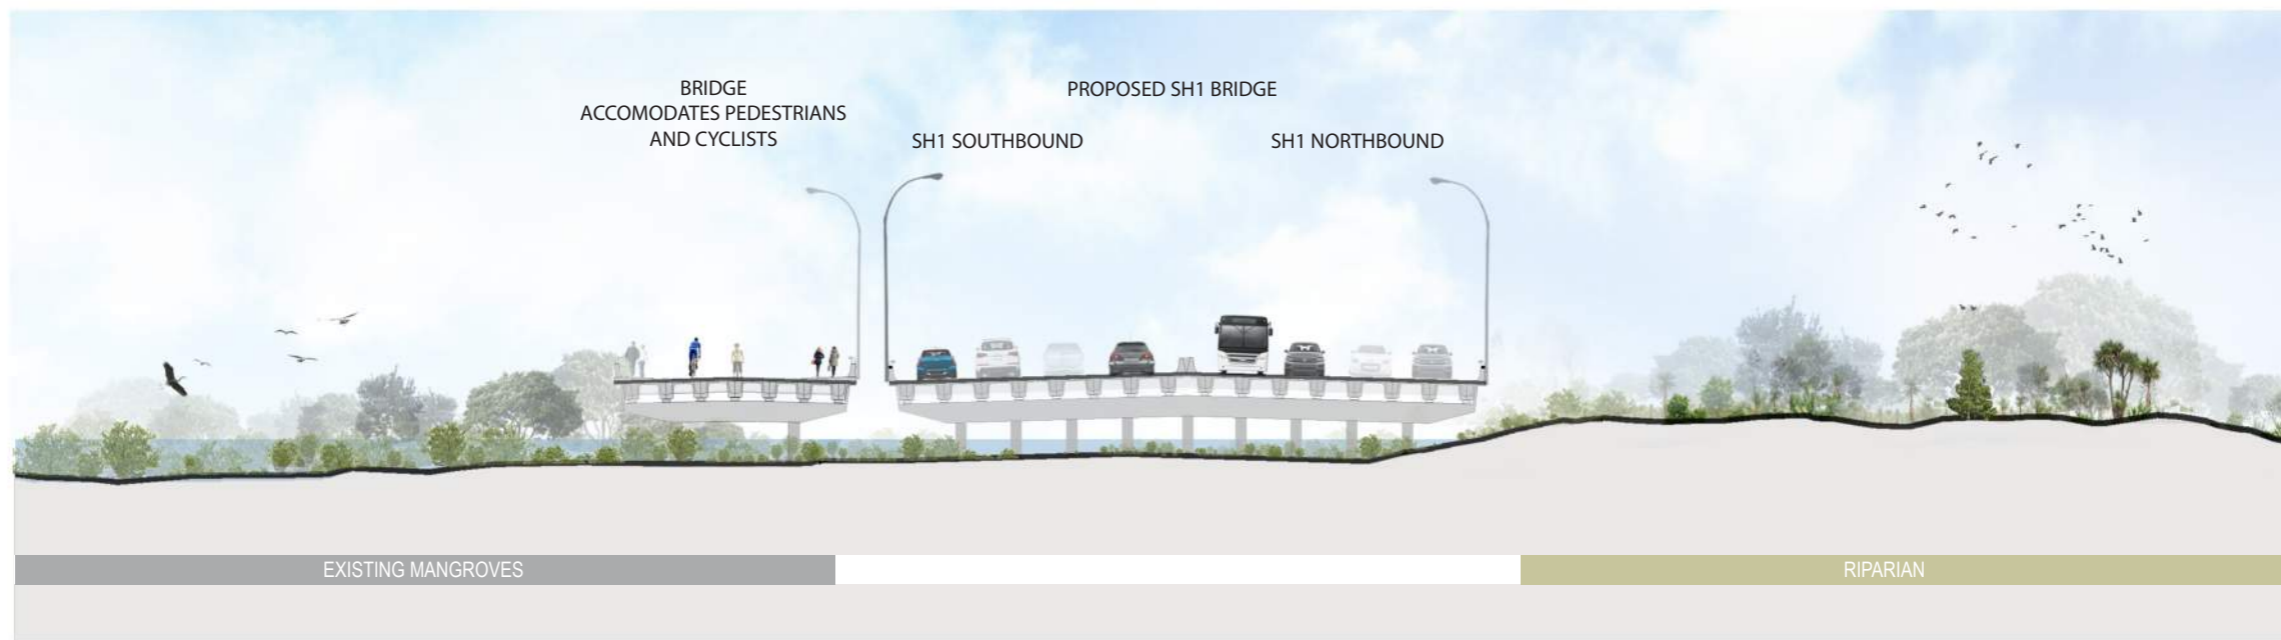 BRIDGE
ACCOMODATES PEDESTRIANS
AND CYCLISTS
PROPOSED SH1 BRIDGE
SH1 SOUTHBOUND
SH1 NORTHBOUND
EXISTING MANGROVES
RIPARIAN